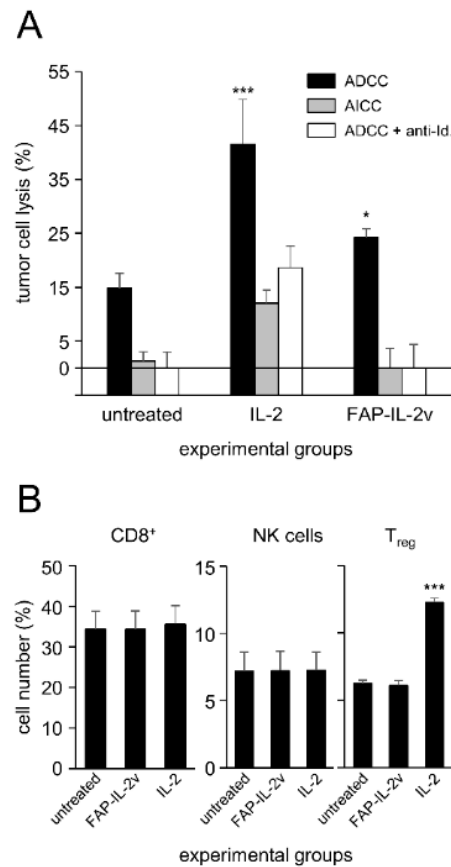 A
55
45
35
25
15
5
0
tumor cell lysis (%)
ADCC
AICC
ADCC + anti-Id.
***
*
untreated IL-2 FAP-IL-2v
experimental groups
B
CD8+ NK cells Treg
50
40
30
20
10
0
cell number (%)
15
10
5
0
***
untreated FAP-IL-2v IL-2 untreated FAP-IL-2v IL-2 untreated FAP-IL-2v IL-2
experimental groups